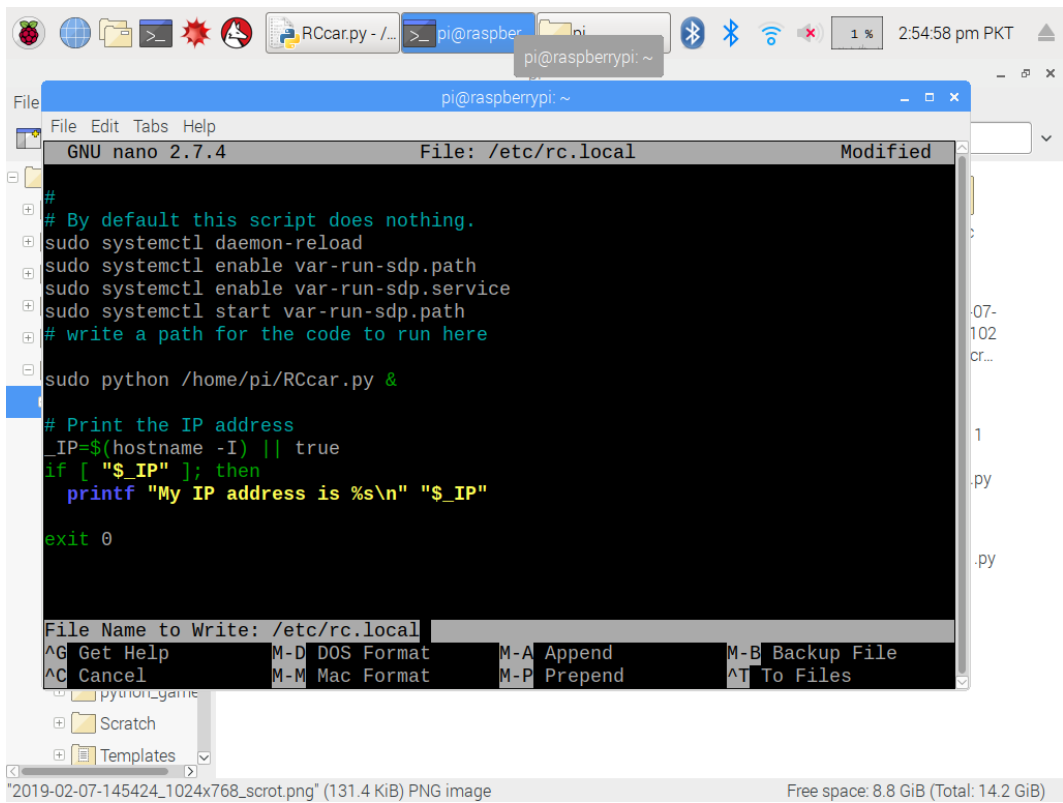 RCcar.py - /...
pi@raspber
pi
1 %
2:54:58 pm PKT
pi@raspberrypi: ~
File
pi@raspberrypi: ~
File Edit Tabs Help
GNU nano 2.7.4 File: /etc/rc.local Modified
#
# By default this script does nothing.
sudo systemctl daemon-reload
sudo systemctl enable var-run-sdp.path
sudo systemctl enable var-run-sdp.service
sudo systemctl start var-run-sdp.path
# write a path for the code to run here
sudo python /home/pi/RCcar.py &
# Print the IP address
_IP=$(hostname -I) || true
if [ "$_IP" ]; then
printf "My IP address is %s\n" "$_IP"
exit 0
File Name to Write: /etc/rc.local
^G Get Help M-D DOS Format M-A Append M-B Backup File
^C Cancel M-M Mac Format M-P Prepend ^T To Files
-07-
102
cr...
1
.py
.py
python_game
Scratch
Templates
"2019-02-07-145424_1024x768_scrot.png" (131.4 KiB) PNG image
Free space: 8.8 GiB (Total: 14.2 GiB)